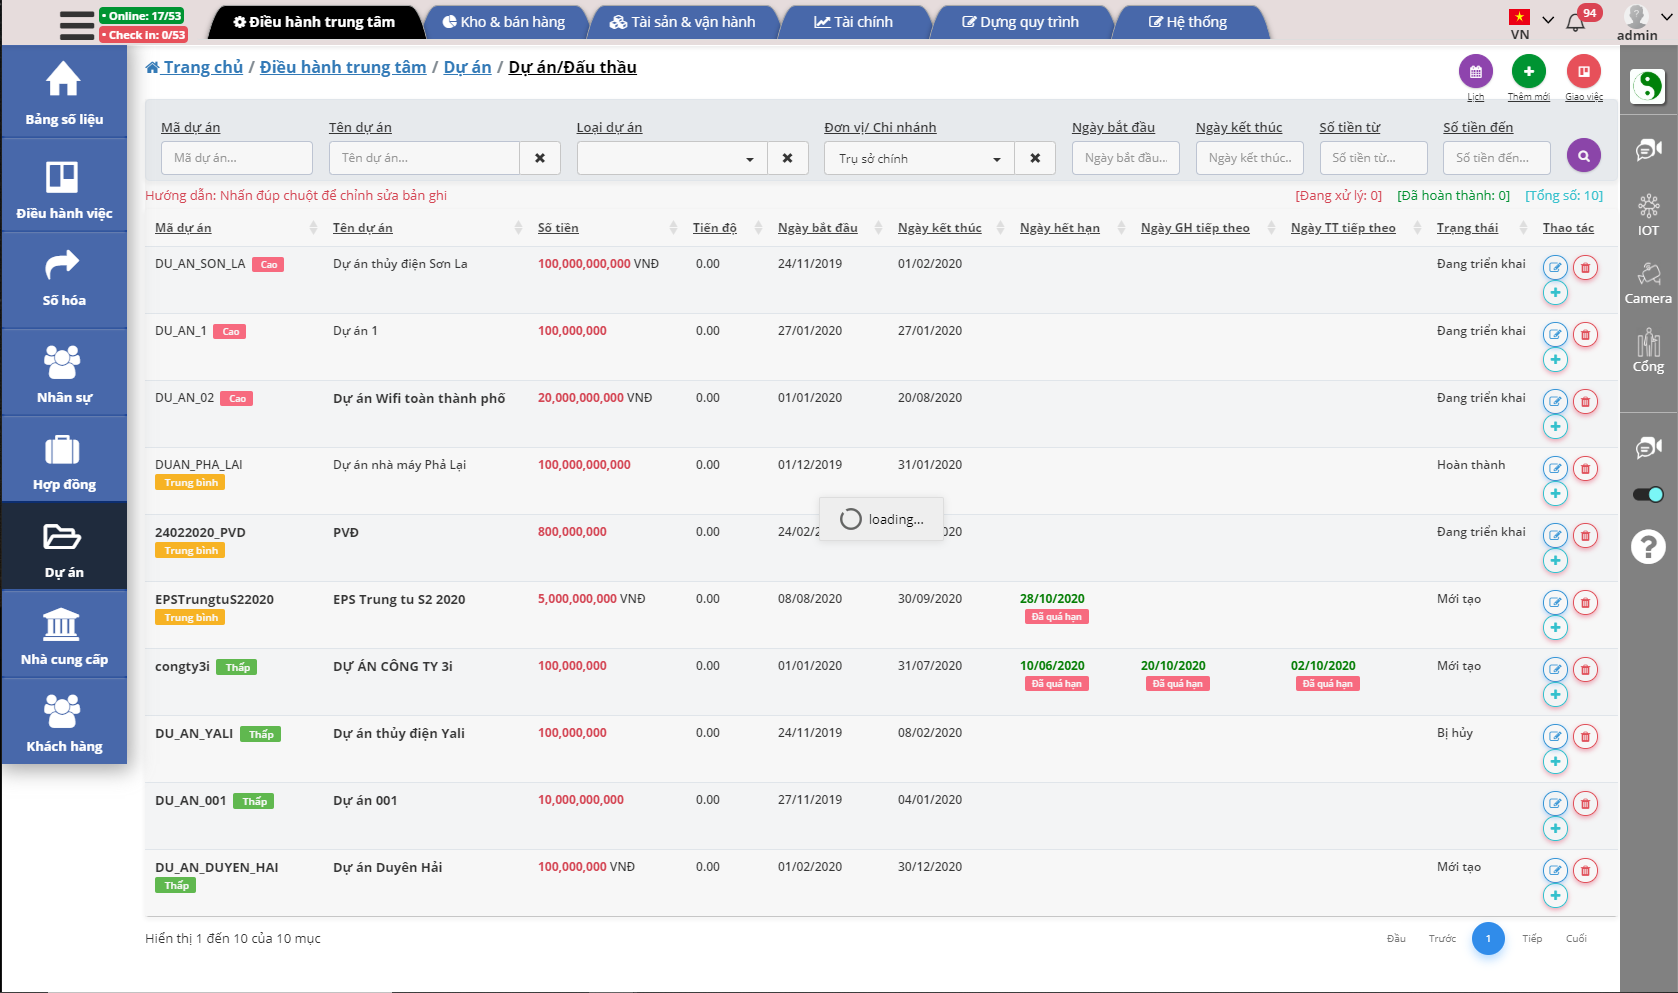 Online: 17/53
Check in: 0/53
Điều hành trung tâm
Kho & bán hàng
Tài sản & vận hành
Tài chính
Dựng quy trình
Hệ thống
VN
94
admin
Bảng số liệu
Điều hành việc
Số hóa
Nhân sự
Hợp đồng
Dự án
Nhà cung cấp
Khách hàng
Trang chủ / Điều hành trung tâm / Dự án / Dự án/Đấu thầu
Lịch
Thêm mới
Giao việc
Mã dự án Tên dự án Loại dự án Đơn vị/ Chi nhánh Ngày bắt đầu Ngày kết thúc Số tiền từ Số tiền đến
Mã dự án... Tên dự án... Trụ sở chính Ngày bắt đầu... Ngày kết thúc.. Số tiền từ... Số tiền đến...
Hướng dẫn: Nhấn đúp chuột để chỉnh sửa bản ghi
[Đang xử lý: 0] [Đã hoàn thành: 0] [Tổng số: 10]
Mã dự án Tên dự án Số tiền Tiến độ Ngày bắt đầu Ngày kết thúc Ngày hết hạn Ngày GH tiếp theo Ngày TT tiếp theo Trạng thái Thao tác
DU_AN_SON_LA Cao Dự án thủy điện Sơn La 100,000,000,000 VNĐ 0.00 24/11/2019 01/02/2020 Đang triển khai
DU_AN_1 Cao Dự án 1 100,000,000 0.00 27/01/2020 27/01/2020 Đang triển khai
DU_AN_02 Cao Dự án Wifi toàn thành phố 20,000,000,000 VNĐ 0.00 01/01/2020 20/08/2020 Đang triển khai
DUAN_PHA_LAI Dự án nhà máy Phả Lại 100,000,000,000 0.00 01/12/2019 31/01/2020 Hoàn thành
Trung bình
loading...
24022020_PVD PVĐ 800,000,000 0.00 24/02/2 020 Đang triển khai
Trung bình
EPSTrungtuS22020 EPS Trung tu S2 2020 5,000,000,000 VNĐ 0.00 08/08/2020 30/09/2020 28/10/2020 Mới tạo
Trung bình Đã quá hạn
congty3i Thấp DỰ ÁN CÔNG TY 3i 100,000,000 0.00 01/01/2020 31/07/2020 10/06/2020 20/10/2020 02/10/2020 Mới tạo
Đã quá hạn Đã quá hạn Đã quá hạn
DU_AN_YALI Thấp Dự án thủy điện Yali 100,000,000 0.00 24/11/2019 08/02/2020 Bị hủy
DU_AN_001 Thấp Dự án 001 10,000,000,000 0.00 27/11/2019 04/01/2020
DU_AN_DUYEN_HAI Dự án Duyên Hải 100,000,000 VNĐ 0.00 01/02/2020 30/12/2020 Mới tạo
Thấp
Hiển thị 1 đến 10 của 10 mục
Đầu Trước 1 Tiếp Cuối
IOT
Camera
Cổng